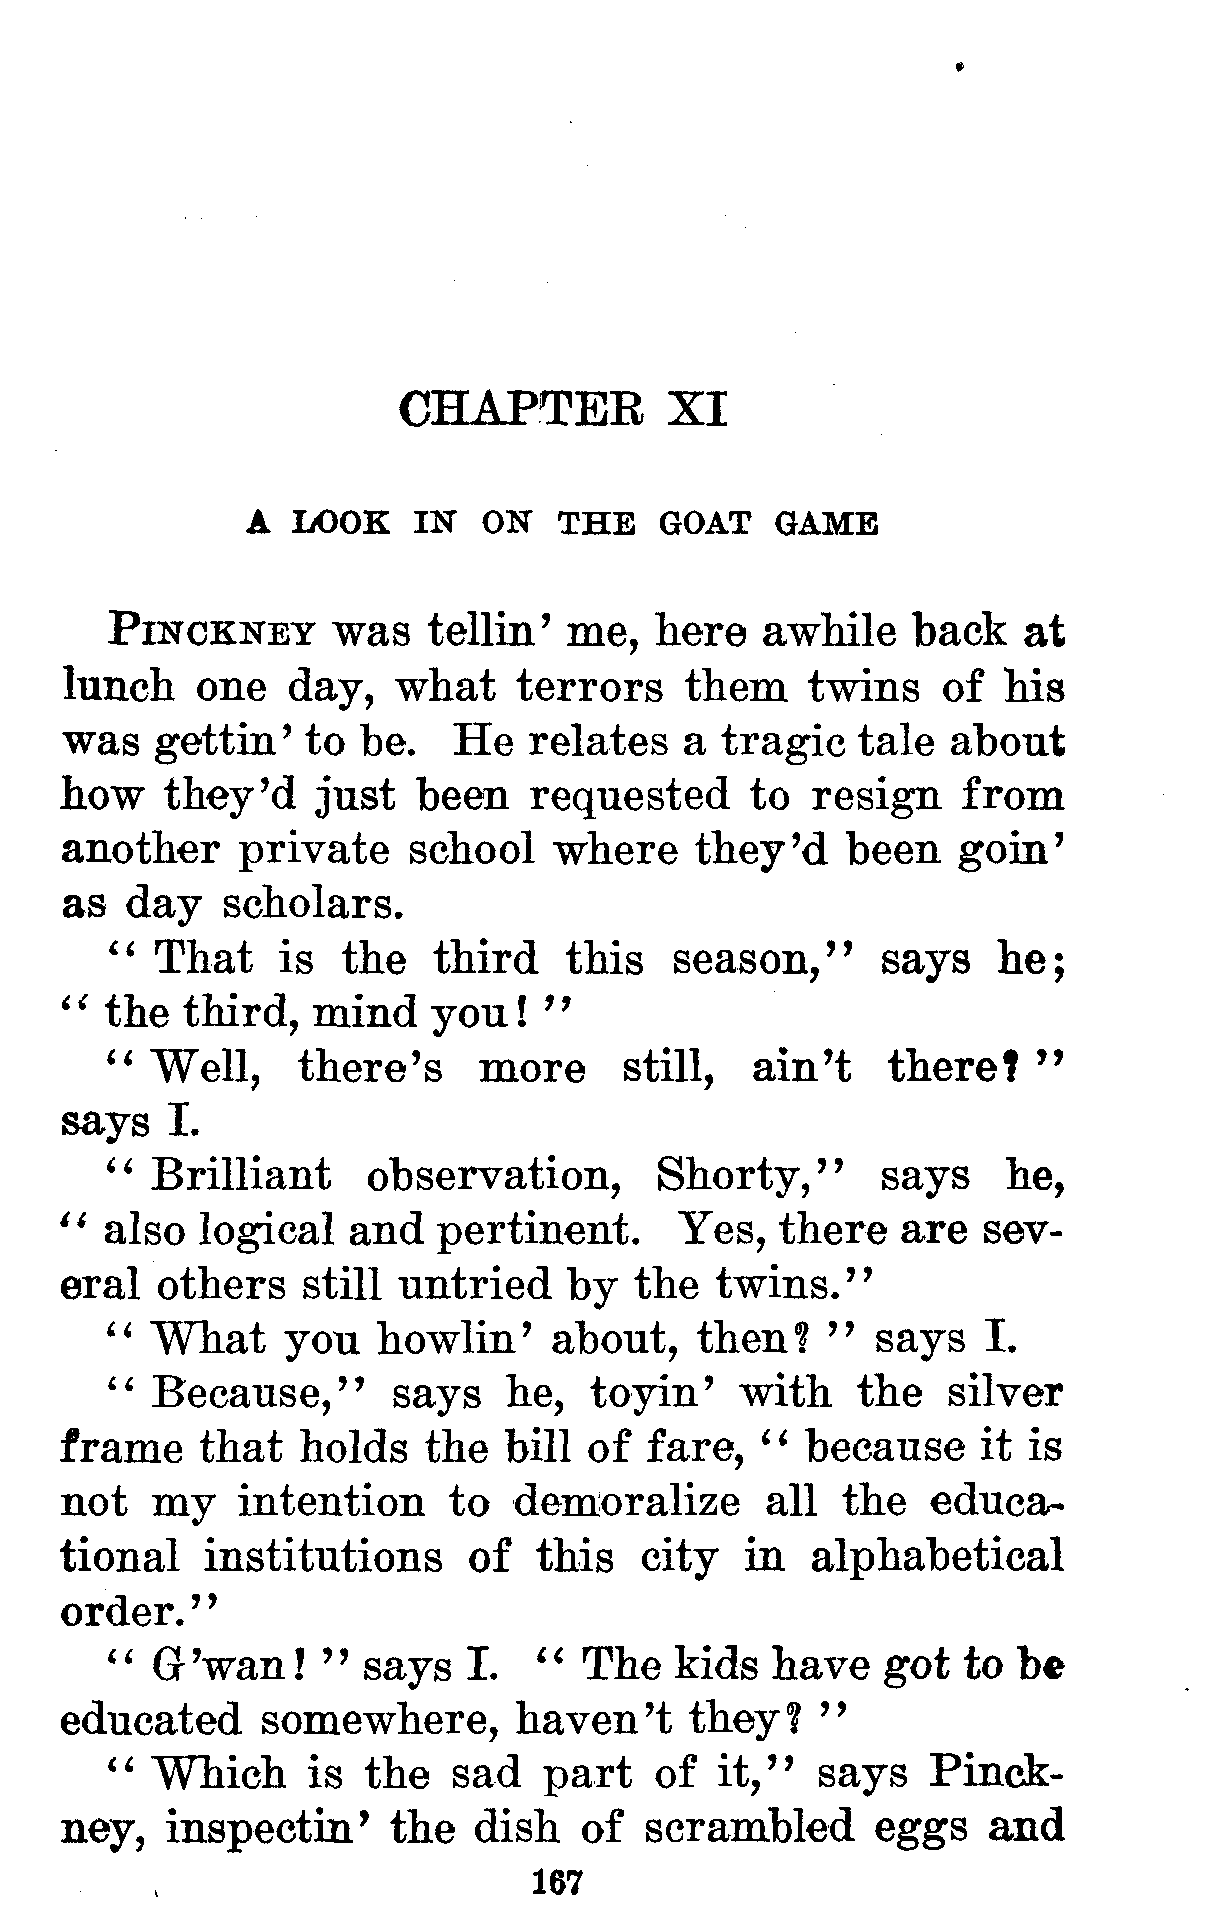 CHAPTER XI
A LOOK IN ON THE GOAT GAME
PINCKNEY was tellin' me, here awhile back at
lunch one day, what terrors them twins of his
was gettin' to be. He relates a tragic tale about
how they'd just been requested to resign from
another private school where they'd been goin'
as day scholars.
" That is the third this season," says he;
" the third, mind you! "
" Well, there's more still, ain't there? "
says I.
" Brilliant observation, Shorty," says he,
" also logical and pertinent. Yes, there are sev-
eral others still untried by the twins."
" What you howlin' about, then? " says I.
" Because," says he, toyin' with the silver
frame that holds the bill of fare, " because it is
not my intention to demoralize all the educa-
tional institutions of this city in alphabetical
order."
" G'wan! " says I. " The kids have got to be
educated somewhere, haven't they? "
" Which is the sad part of it," says Pinck-
ney, inspectin' the dish of scrambled eggs and
167